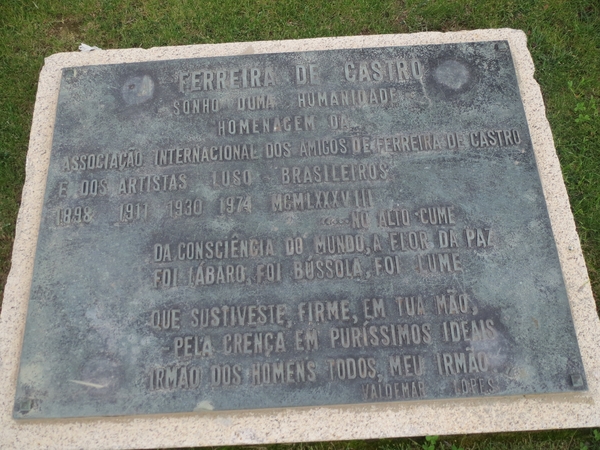 FERREIRA DE CASTRO
SONHO DUMA HUMANIDADE
HOMENAGEM DA
ASSOCIAÇÃO INTERNACIONAL DOS AMIGOS DE FERREIRA DE CASTRO
E DOS ARTISTAS LUSO BRASILEIROS
1898 1911 1930 1974 MCMLXXXVIII
.....NO ALTO CUME
DA CONSCIÊNCIA DO MUNDO, A FLOR DA PAZ
FOI LÁBARO, FOI BÚSSOLA, FOI LUME
QUE SUSTIVESTE, FIRME, EM TUA MÃO,
PELA CRENÇA EM PURÍSSIMOS IDEAIS
IRMÃO DOS HOMENS TODOS, MEU IRMÃO
VALDEMAR LOPES